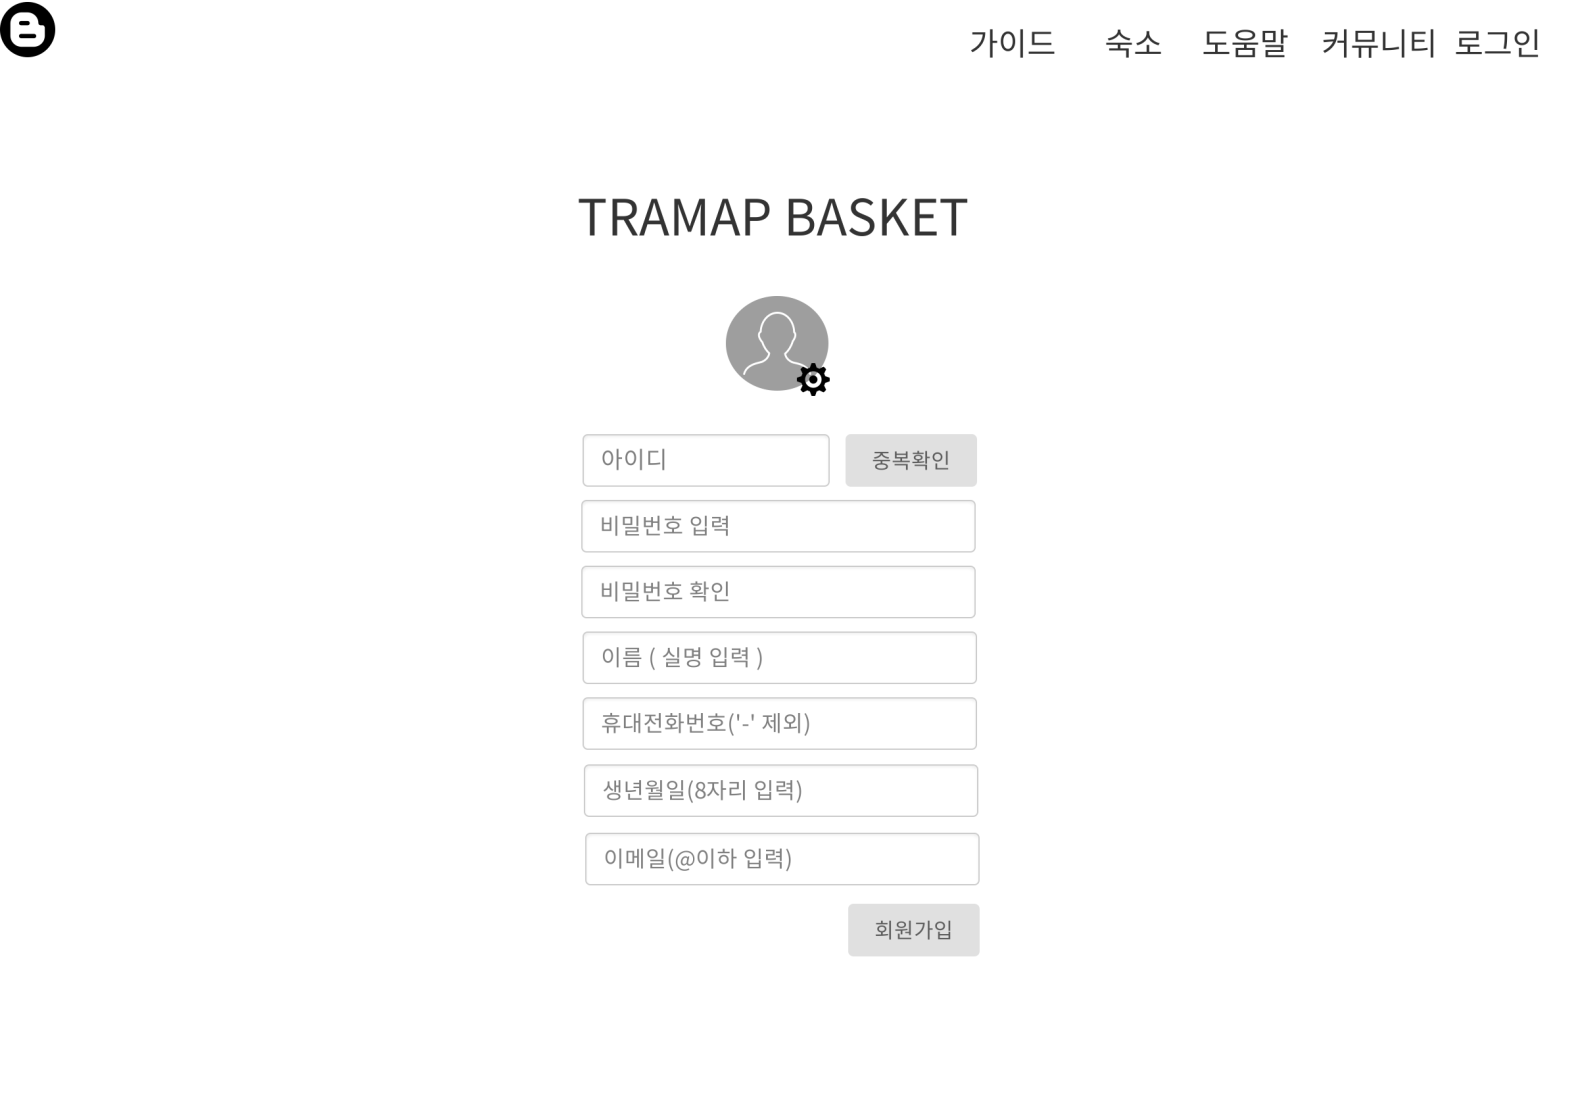 가이드 숙소 도움말 커뮤니티 로그인
TRAMAP BASKET
아이디 중복확인
비밀번호 입력
비밀번호 확인
이름 ( 실명 입력 )
휴대전화번호('-' 제외)
생년월일(8자리 입력)
이메일(@이하 입력)
회원가입